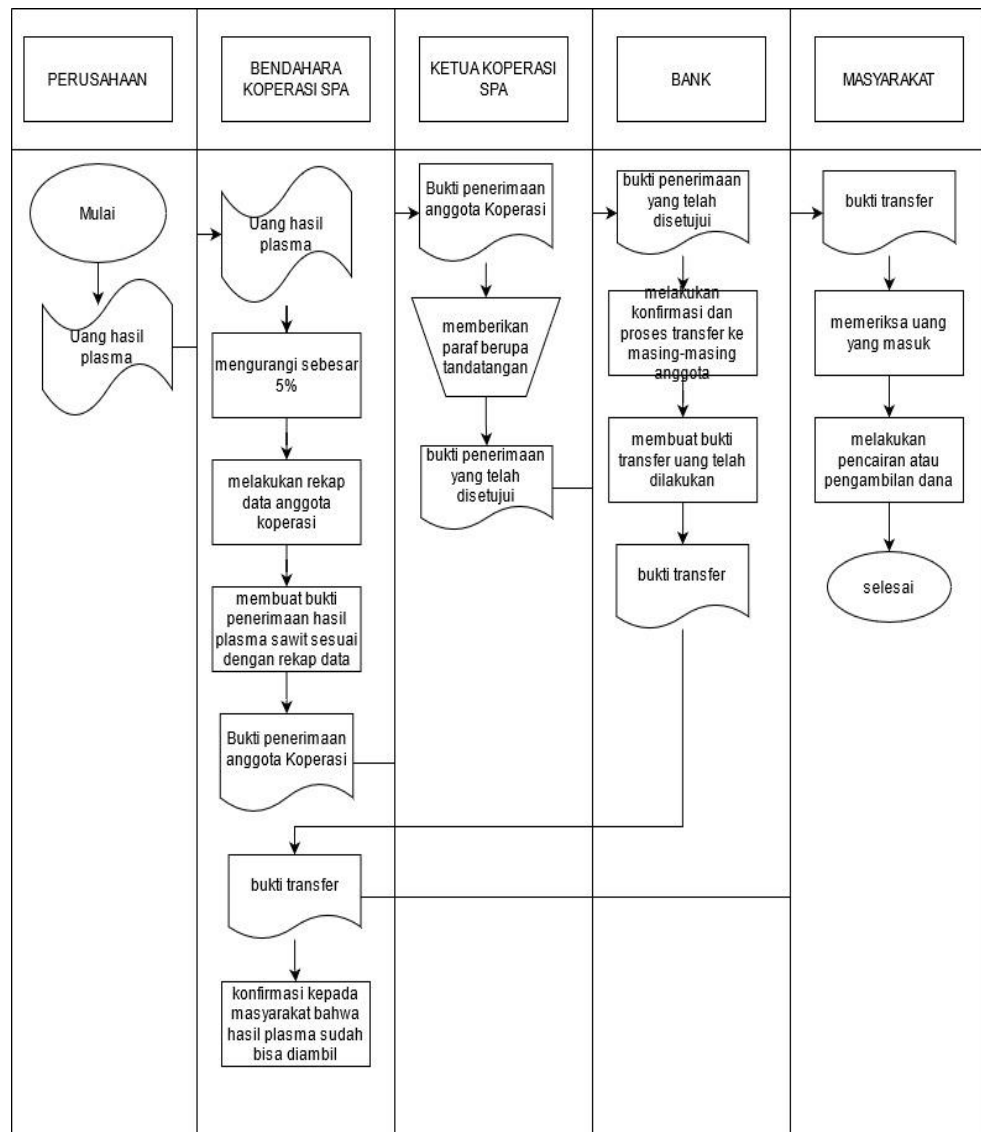 PERUSAHAAN
BENDAHARA
KOPERASI SPA
KETUA KOPERASI
SPA
BANK
MASYARAKAT
Mulai
Uang hasil
plasma
Uang hasil
plasma
mengurangi sebesar
5%
melakukan rekap
data anggota
koperasi
membuat bukti
penerimaan hasil
plasma sawit sesuai
dengan rekap data
Bukti penerimaan
anggota Koperasi
bukti transfer
konfirmasi kepada
masyarakat bahwa
hasil plasma sudah
bisa diambil
Bukti penerimaan
anggota Koperasi
memberikan
paraf berupa
tandatangan
bukti penerimaan
yang telah
disetujui
bukti penerimaan
yang telah
disetujui
melakukan
konfirmasi dan
proses transfer ke
masing-masing
anggota
membuat bukti
transfer uang telah
dilakukan
bukti transfer
bukti transfer
memeriksa uang
yang masuk
melakukan
pencairan atau
pengambilan dana
selesai